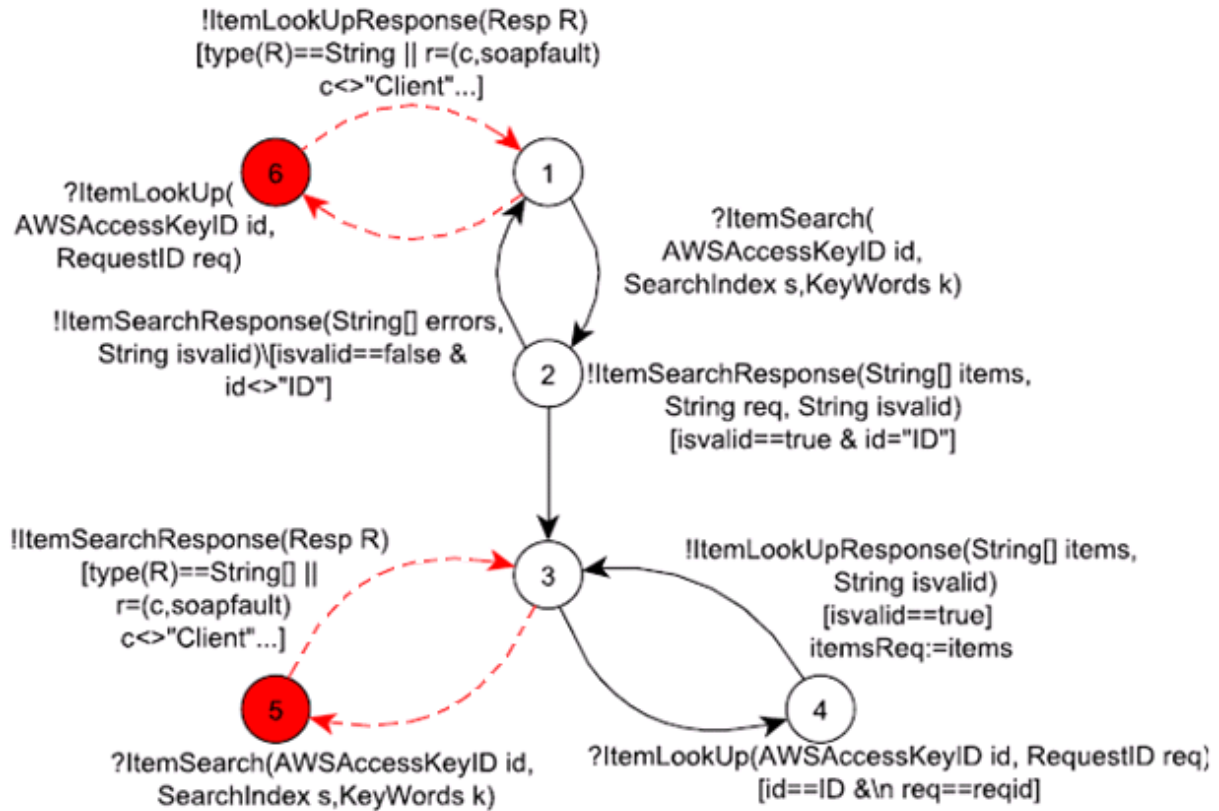 !ItemLookUpResponse(Resp R)
[type(R)==String || r=(c,soapfault)
c<>"Client"...]
6
1
?ItemLookUp(
AWSAccessKeyID id,
RequestID req)
?ItemSearch(
AWSAccessKeyID id,
SearchIndex s,KeyWords k)
!ItemSearchResponse(String[] errors,
String isvalid)\[isvalid==false &
id<>"ID"]
2
!ItemSearchResponse(String[] items,
String req, String isvalid)
[isvalid==true & id="ID"]
!ItemSearchResponse(Resp R)
[type(R)==String[] ||
r=(c,soapfault)
c<>"Client"...]
3
!ItemLookUpResponse(String[] items,
String isvalid)
[isvalid==true]
itemsReq:=items
5
4
?ItemSearch(AWSAccessKeyID id,
SearchIndex s,KeyWords k)
?ItemLookUp(AWSAccessKeyID id, RequestID req)
[id==ID &\n req==reqid]